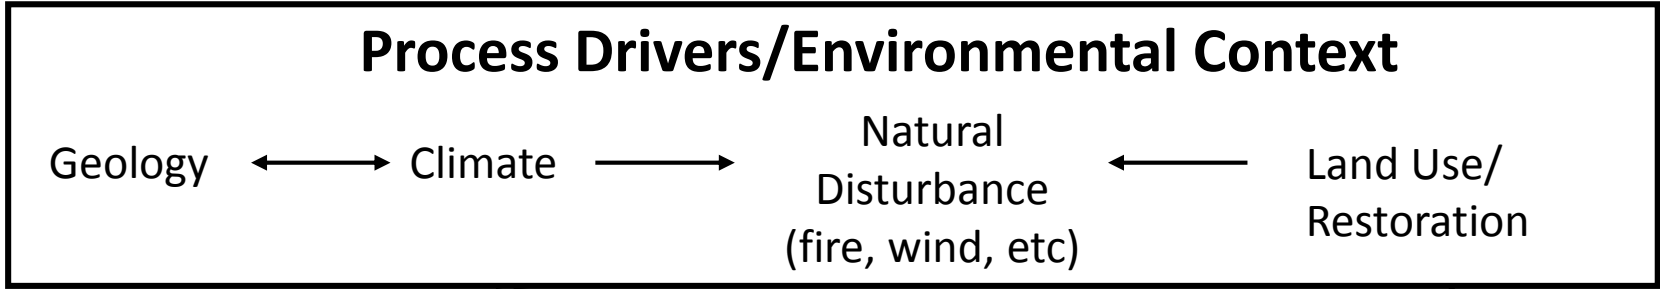 Process Drivers/Environmental Context
Geology
Climate
Natural
Disturbance
(fire, wind, etc)
Land Use/
Restoration